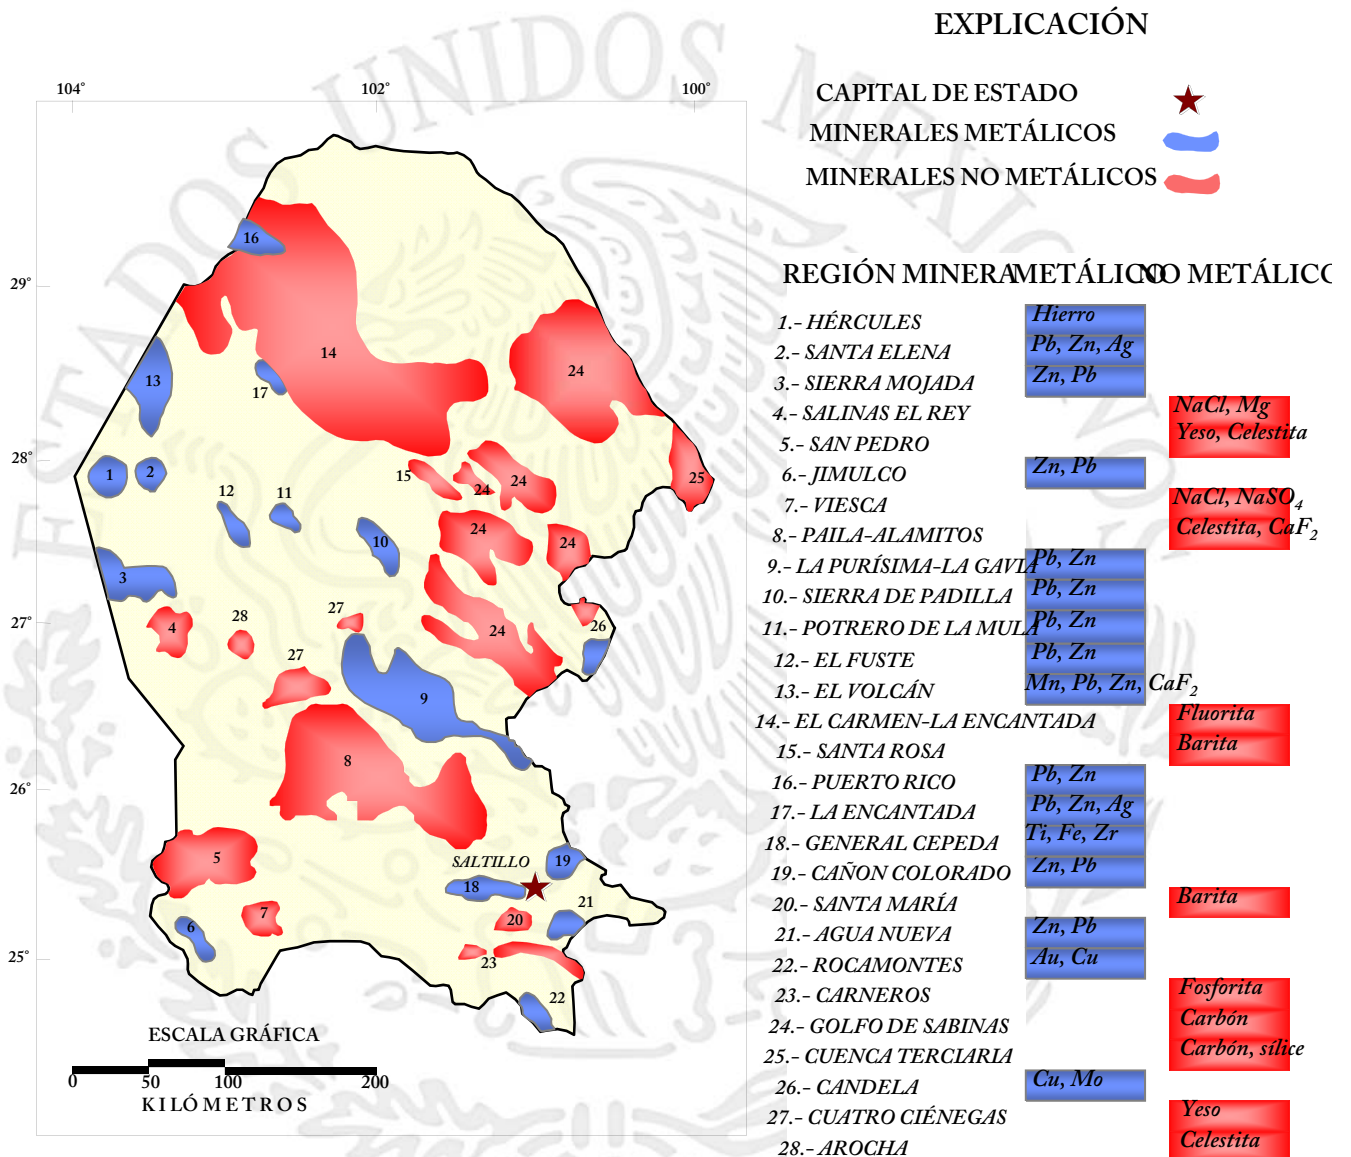 ESTADOS UNIDOS MEXICANOS
EXPLICACIÓN
CAPITAL DE ESTADO
MINERALES METÁLICOS
MINERALES NO METÁLICOS
104° 102° 100°
29°
28°
27°
26°
25°
16
14
24
13
17
15
24
24
25
1
2
12
11
10
24
24
3
4
28
27
24
26
27
9
8
5
SALTILLO
19
18
7
20
21
6
23
22
ESCALA GRÁFICA
0 50 100 200
KILÓMETROS
REGIÓN MINERA METÁLICO NO METÁLICO
1.- HÉRCULES Hierro
2.- SANTA ELENA Pb, Zn, Ag
3.- SIERRA MOJADA Zn, Pb
4.- SALINAS EL REY NaCl, Mg
5.- SAN PEDRO Yeso, Celestita
6.- JIMULCO Zn, Pb
7.- VIESCA NaCl, NaSO₄
8.- PAILA-ALAMITOS Celestita, CaF₂
9.- LA PURÍSIMA-LA GAVIA Pb, Zn
10.- SIERRA DE PADILLA Pb, Zn
11.- POTRERO DE LA MULA Pb, Zn
12.- EL FUSTE Pb, Zn
13.- EL VOLCÁN Mn, Pb, Zn, CaF₂
14.- EL CARMEN-LA ENCANTADA Fluorita
15.- SANTA ROSA Barita
16.- PUERTO RICO Pb, Zn
17.- LA ENCANTADA Pb, Zn, Ag
18.- GENERAL CEPEDA Ti, Fe, Zr
19.- CAÑON COLORADO Zn, Pb
20.- SANTA MARÍA Barita
21.- AGUA NUEVA Zn, Pb
22.- ROCAMONTES Au, Cu
23.- CARNEROS Fosforita
24.- GOLFO DE SABINAS Carbón
25.- CUENCA TERCIARIA Carbón, sílice
26.- CANDELA Cu, Mo
27.- CUATRO CIÉNEGAS Yeso
28.- AROCHA Celestita